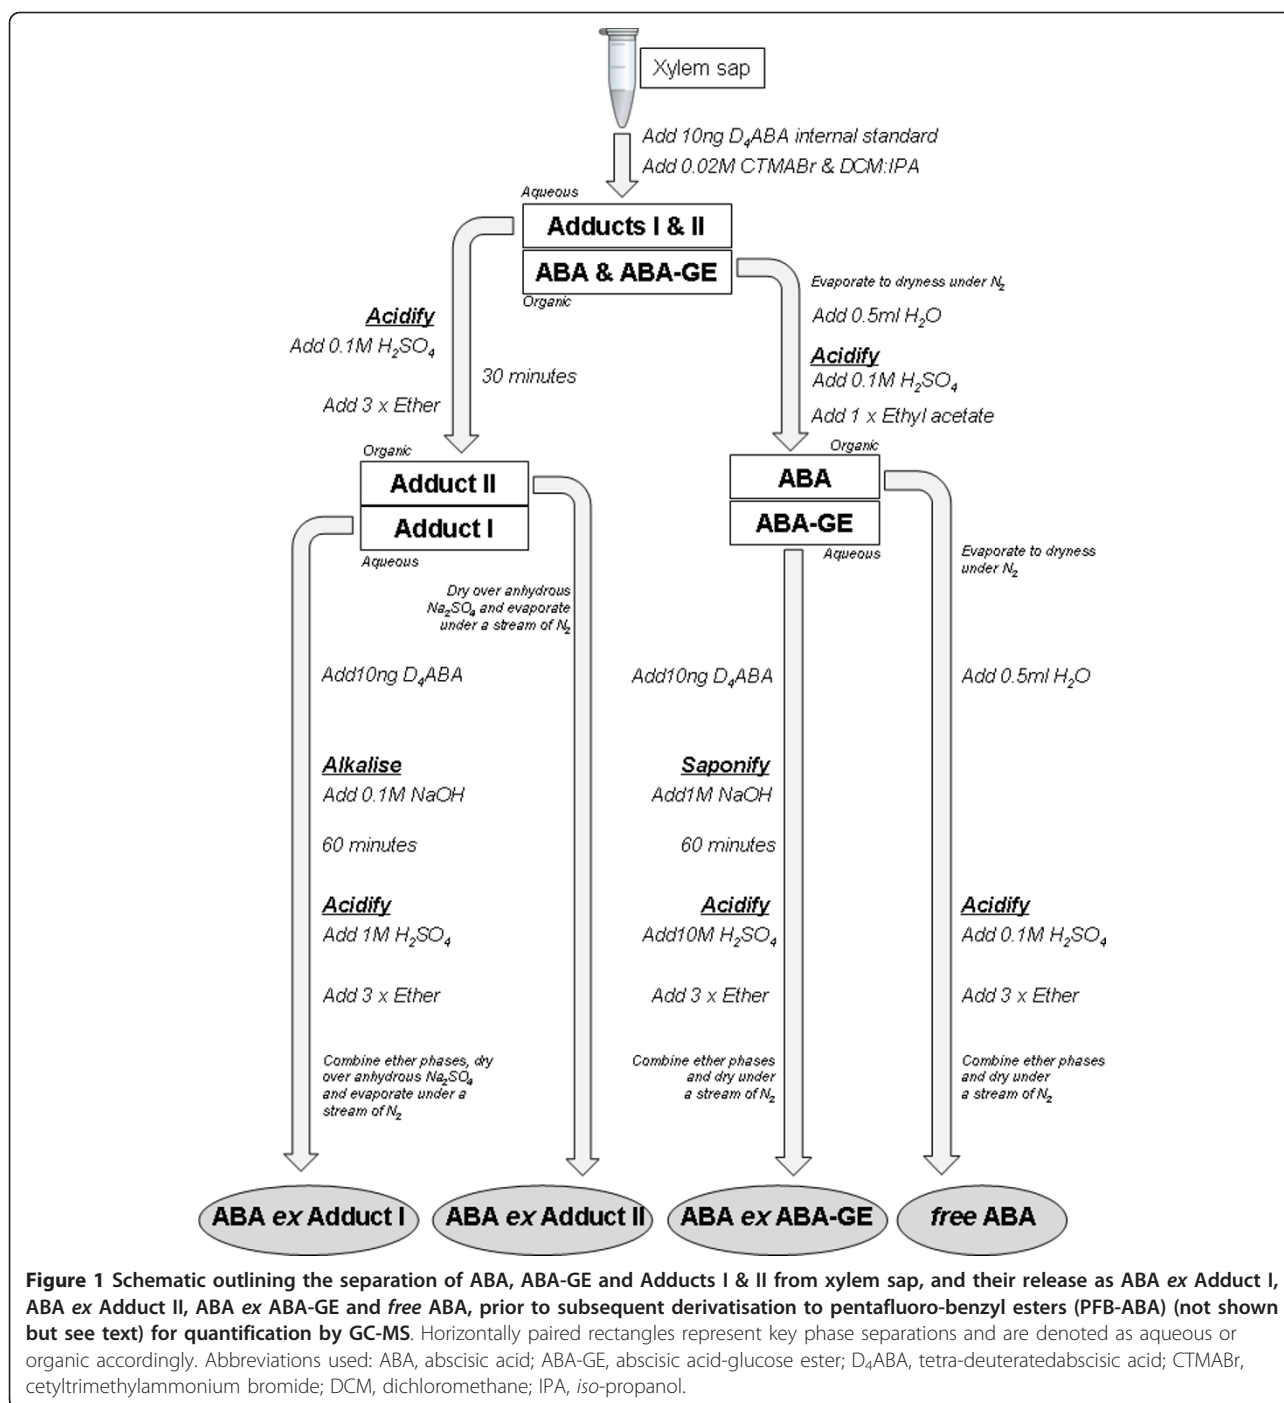 Xylem sap
Add 10ng D₄ABA internal standard
Add 0.02M CTMABr & DCM:IPA
Aqueous
Adducts I & II
ABA & ABA-GE
Organic
Acidify
Add 0.1M H₂SO₄
30 minutes
Add 3 x Ether
Evaporate to dryness under N₂
Add 0.5ml H₂O
Acidify
Add 0.1M H₂SO₄
Add 1 x Ethyl acetate
Organic
Adduct II
Adduct I
Aqueous
Organic
ABA
ABA-GE
Aqueous
Dry over anhydrous
Na₂SO₄ and evaporate
under a stream of N₂
Evaporate to dryness
under N₂
Add10ng D₄ABA
Alkalise
Add 0.1M NaOH
60 minutes
Acidify
Add 1M H₂SO₄
Add 3 x Ether
Combine ether phases, dry
over anhydrous Na₂SO₄
and evaporate under a
stream of N₂
Add10ng D₄ABA
Saponify
Add1M NaOH
60 minutes
Acidify
Add10M H₂SO₄
Add 3 x Ether
Combine ether phases
and dry under
a stream of N₂
Add 0.5ml H₂O
Acidify
Add 0.1M H₂SO₄
Add 3 x Ether
Combine ether phases
and dry under
a stream of N₂
ABA ex Adduct I
ABA ex Adduct II
ABA ex ABA-GE
free ABA
Figure 1 Schematic outlining the separation of ABA, ABA-GE and Adducts I & II from xylem sap, and their release as ABA ex Adduct I,
ABA ex Adduct II, ABA ex ABA-GE and free ABA, prior to subsequent derivatisation to pentafluoro-benzyl esters (PFB-ABA) (not shown
but see text) for quantification by GC-MS. Horizontally paired rectangles represent key phase separations and are denoted as aqueous or
organic accordingly. Abbreviations used: ABA, abscisic acid; ABA-GE, abscisic acid-glucose ester; D₄ABA, tetra-deuteratedabscisic acid; CTMABr,
cetyltrimethylammonium bromide; DCM, dichloromethane; IPA, iso-propanol.